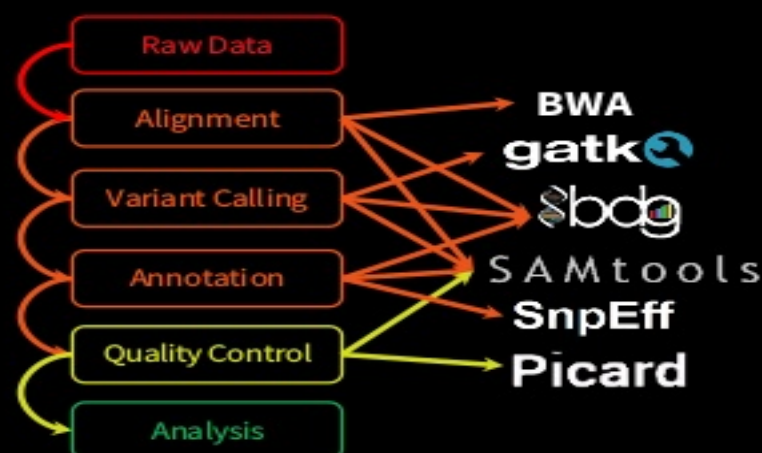 Raw Data
Alignment
Variant Calling
Annotation
Quality Control
Analysis
BWA
gatk
bdg
SAMtools
SnpEff
Picard